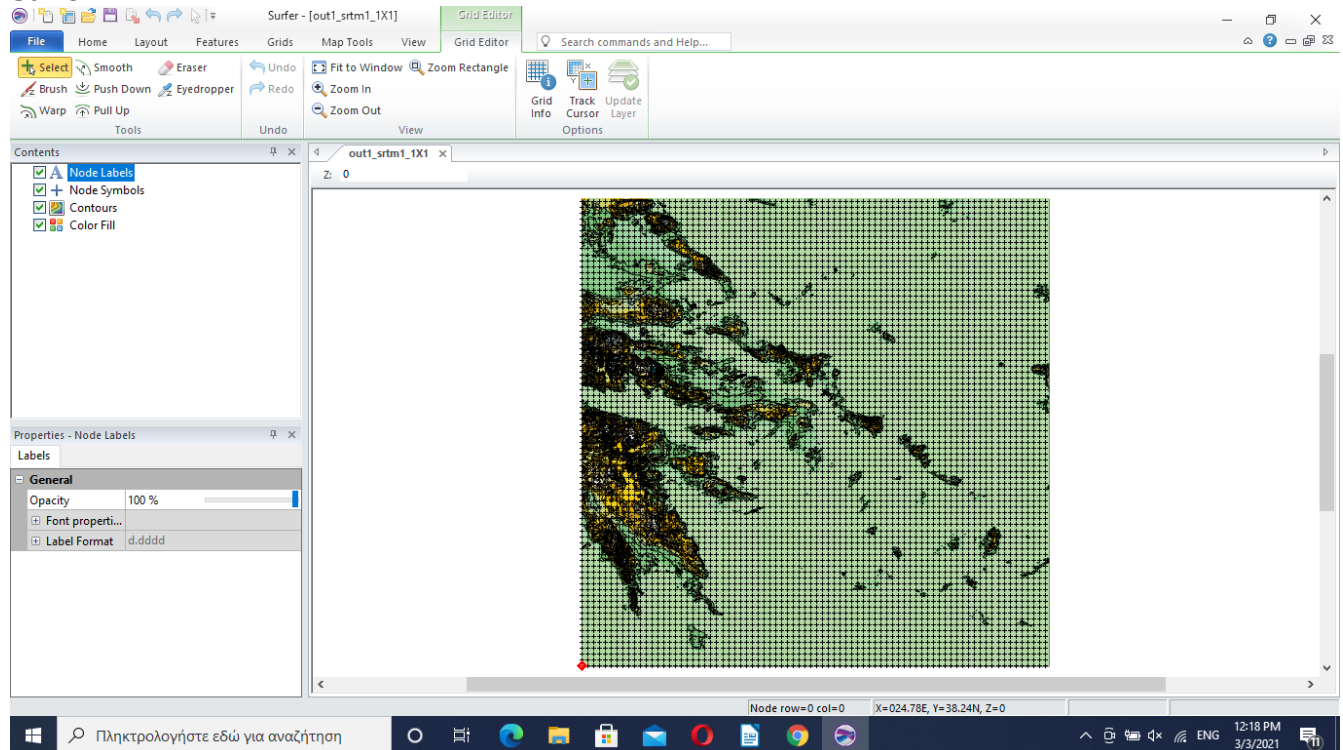 Surfer - [out1_srtm1_1X1] Grid Editor
File Home Layout Features Grids Map Tools View Grid Editor Search commands and Help...
Select Smooth Eraser Undo Fit to Window Zoom Rectangle
Brush Push Down Eyedropper Redo Zoom In
Warp Pull Up Zoom Out
Grid Info Track Cursor Update Layer
Tools Undo View Options
Contents
Node Labels
Node Symbols
Contours
Color Fill
out1_srtm1_1X1
Z: 0
Properties - Node Labels
Labels
General
Opacity 100 %
Font properti...
Label Format d.dddd
Node row=0 col=0 X=024.78E, Y=38.24N, Z=0
Πληκτρολογήστε εδώ για αναζήτηση
ENG
12:18 PM
3/3/2021
11